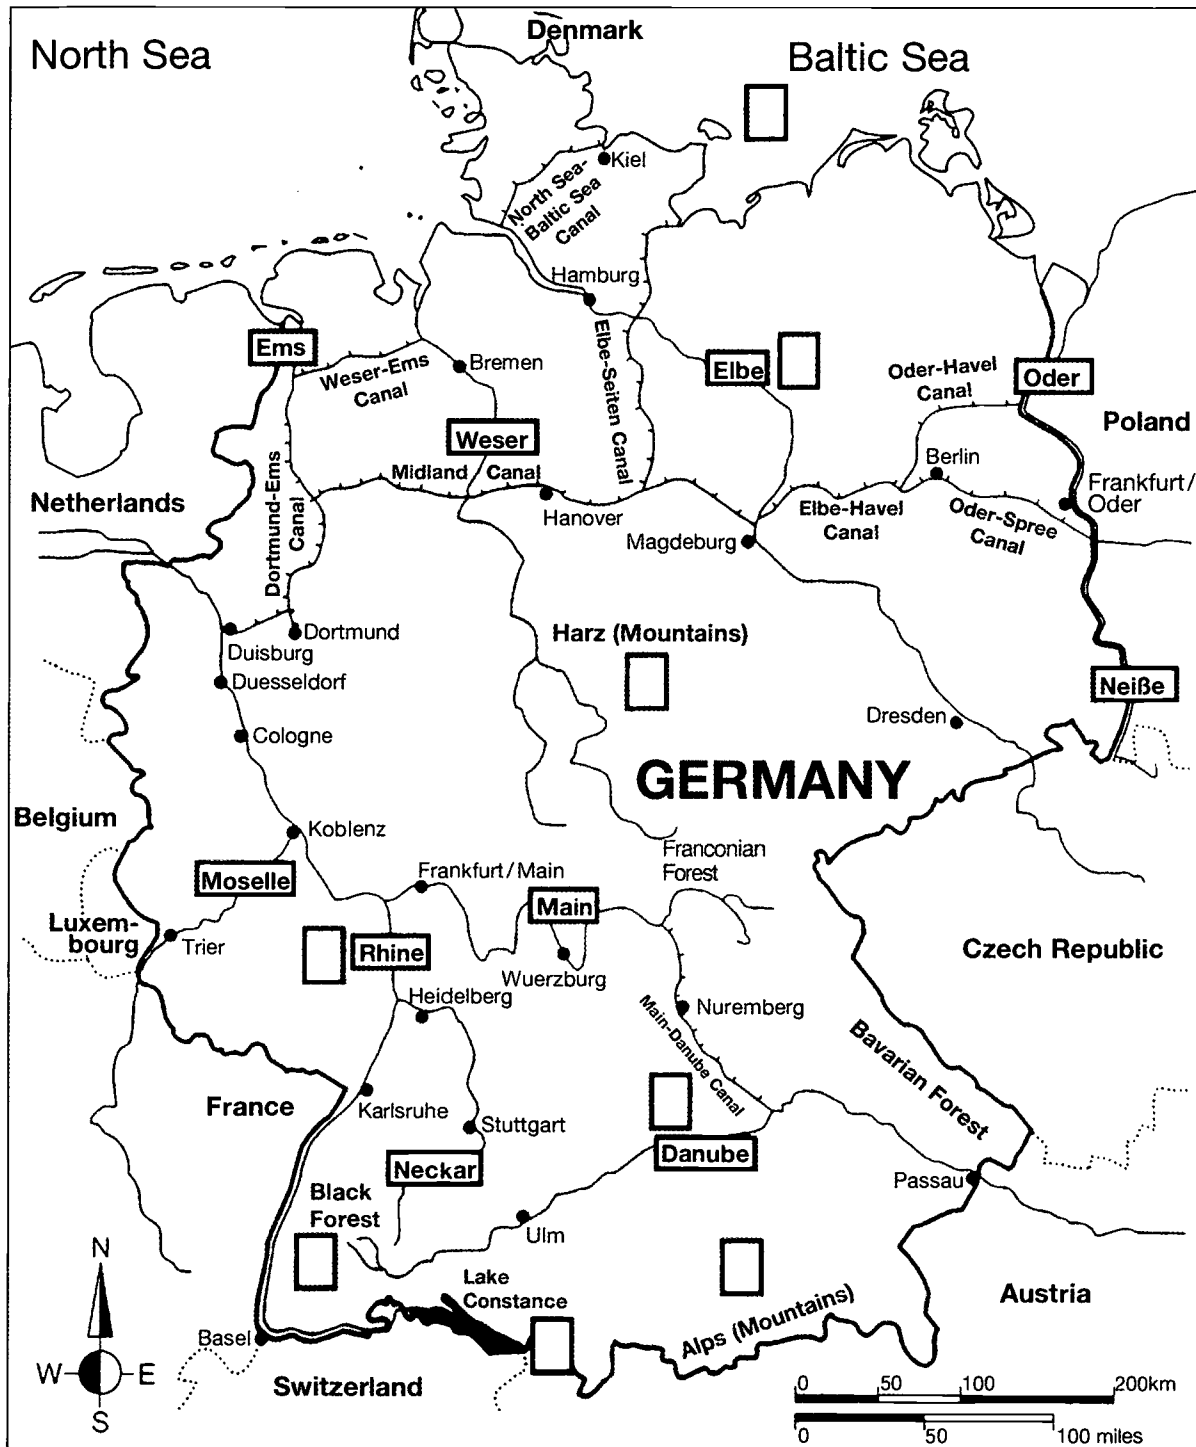 Denmark
North Sea
Baltic Sea
Kiel
North Sea-
Baltic Sea
Canal
Hamburg
Ems
Weser-Ems
Canal
Bremen
Elbe-Seiten Canal
Elbe
Oder-Havel
Canal
Oder
Poland
Weser
Midland Canal
Berlin
Netherlands
Dortmund-Ems
Canal
Hanover
Elbe-Havel
Canal
Oder-Spree
Canal
Frankfurt/
Oder
Magdeburg
Dortmund
Duisburg
Harz (Mountains)
Duesseldorf
Neiße
Cologne
Dresden
GERMANY
Belgium
Koblenz
Franconian
Forest
Moselle
Frankfurt/Main
Main
Luxem-
bourg
Trier
Rhine
Wuerzburg
Czech Republic
Heidelberg
Nuremberg
Main-Danube Canal
Bavarian Forest
France
Karlsruhe
Stuttgart
Neckar
Danube
Passau
Black
Forest
Ulm
N
Lake
Constance
Austria
Alps (Mountains)
Basel
W E
S
Switzerland
0 50 100 200km
0 50 100 miles